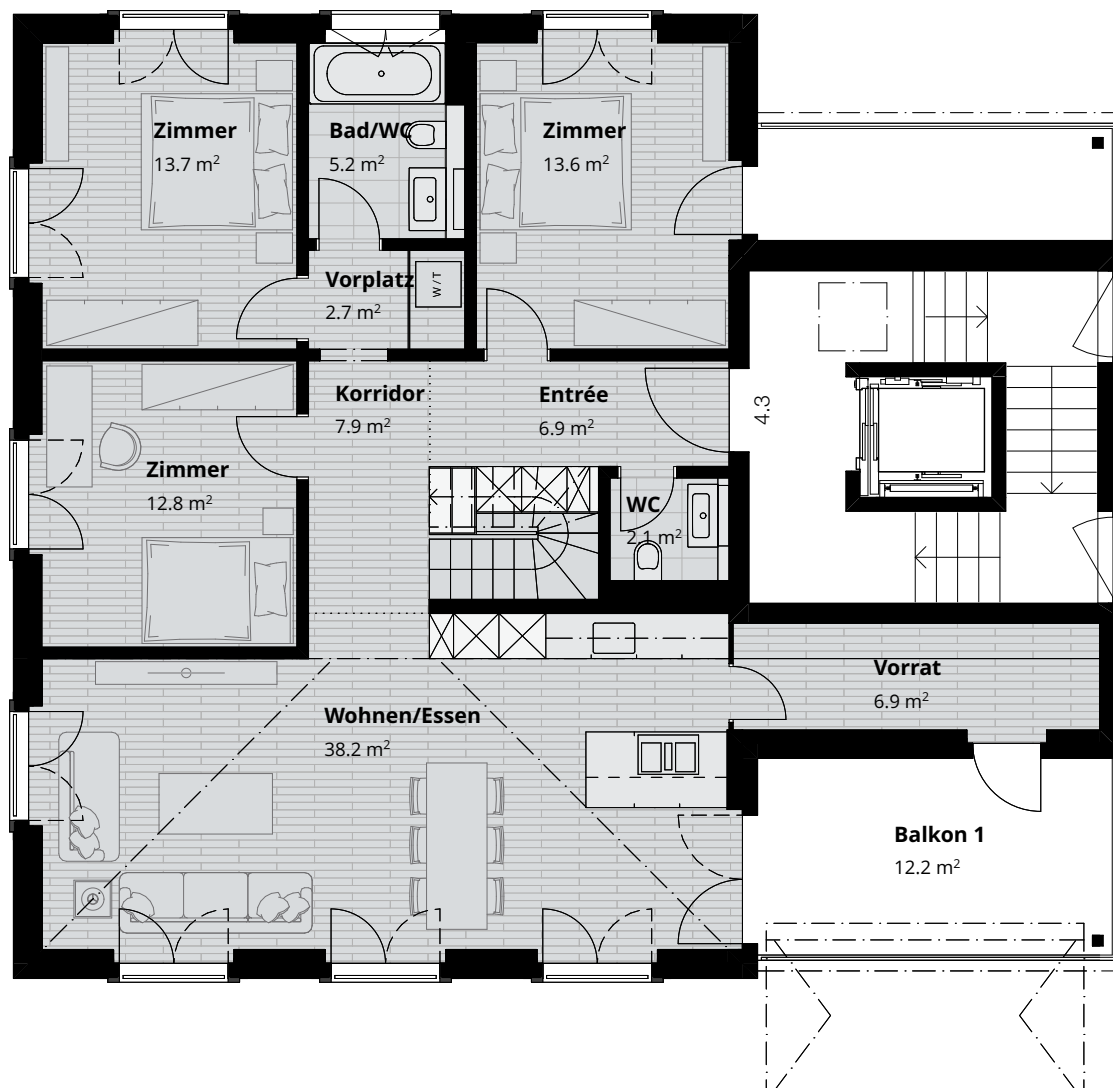 Zimmer
13.7 m²
Bad/WC
5.2 m²
Zimmer
13.6 m²
Vorplatz
2.7 m²
W/T
Korridor
7.9 m²
Entrée
6.9 m²
4.3
Zimmer
12.8 m²
WC
2.1 m²
Vorrat
6.9 m²
Wohnen/Essen
38.2 m²
Balkon 1
12.2 m²